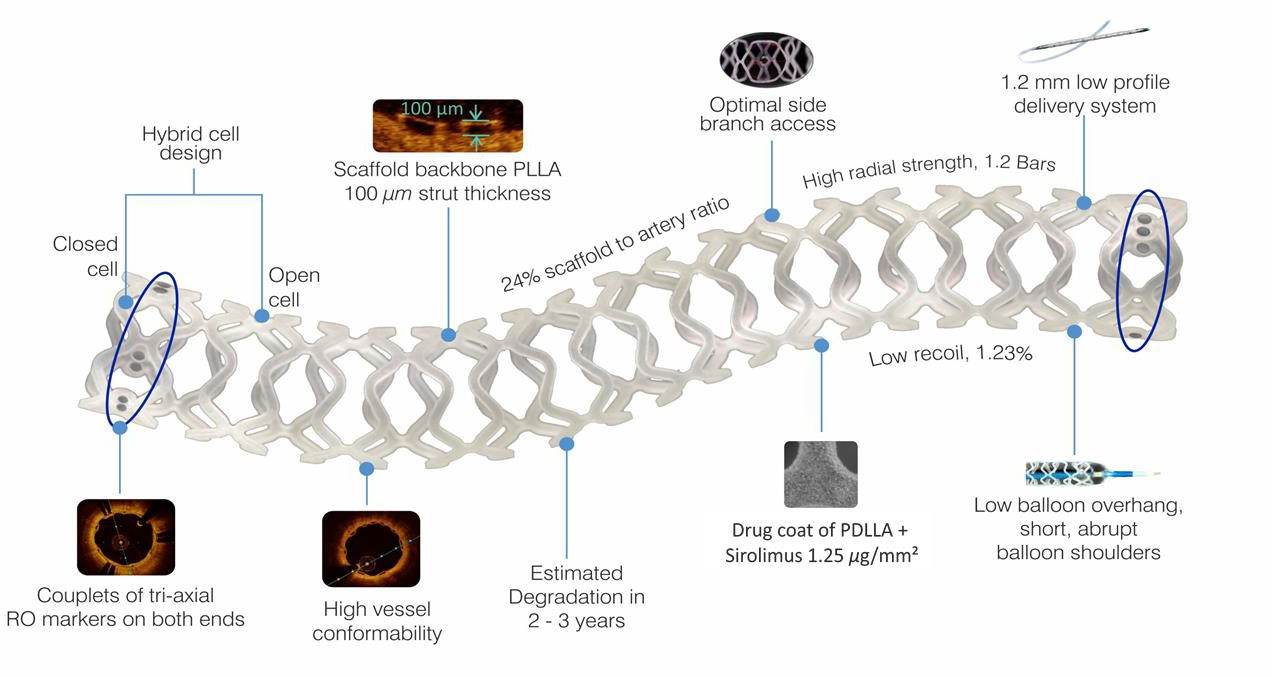 Hybrid cell
design
Closed
cell
Open
cell
100 µm
Scaffold backbone PLLA
100 µm strut thickness
24% scaffold to artery ratio
Optimal side
branch access
High radial strength, 1.2 Bars
1.2 mm low profile
delivery system
Low recoil, 1.23%
Couplets of tri-axial
RO markers on both ends
High vessel
conformability
Estimated
Degradation in
2 - 3 years
Drug coat of PDLLA +
Sirolimus 1.25 µg/mm²
Low balloon overhang,
short, abrupt
balloon shoulders